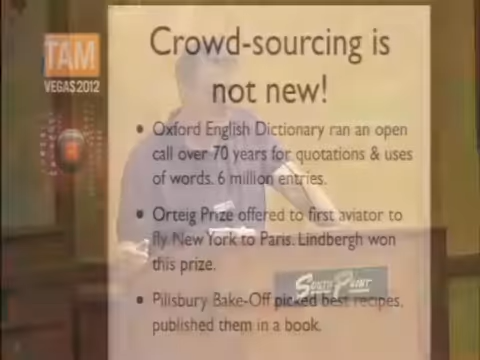 TAM
VEGAS 2012
Crowd-sourcing is
not new!
• Oxford English Dictionary ran an open
call over 70 years for quotations & uses
of words. 6 million entries.
• Orteig Prize offered to first aviator to
fly New York to Paris. Lindbergh won
this prize.
• Pillsbury Bake-Off picked best recipes,
published them in a book.
SOUTH POINT